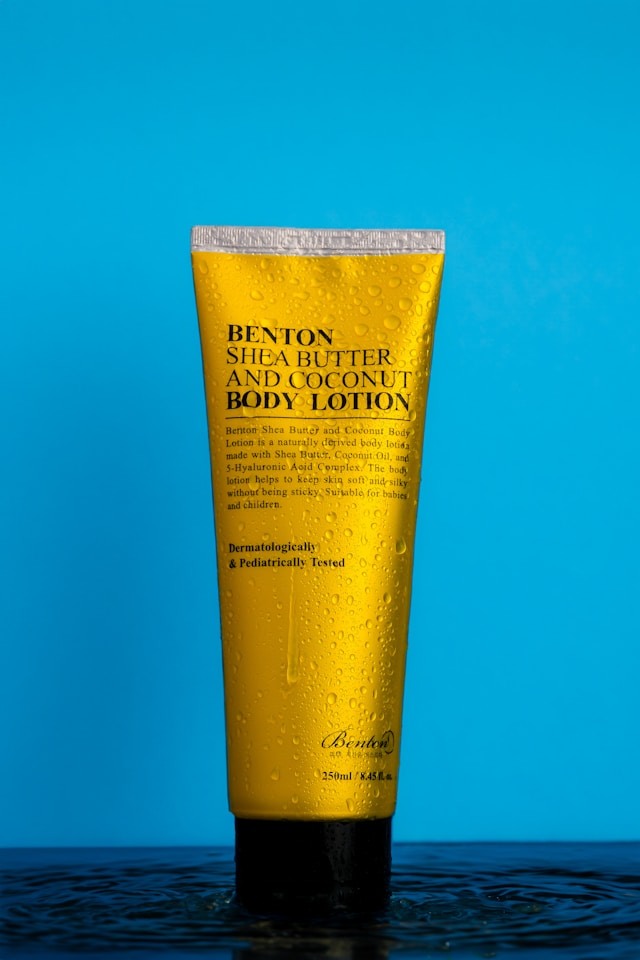 BENTON
SHEA BUTTER
AND COCONUT
BODY LOTION
Benton Shea Butter and Coconut Body
Lotion is a naturally derived body lotion
made with Shea Butter, Coconut Oil, and
5-Hyaluronic Acid Complex. The body
lotion helps to keep skin soft and silky
without being sticky. Suitable for babies
and children.
Dermatologically
& Pediatrically Tested
Benton
250ml / 8.45 fl. oz.